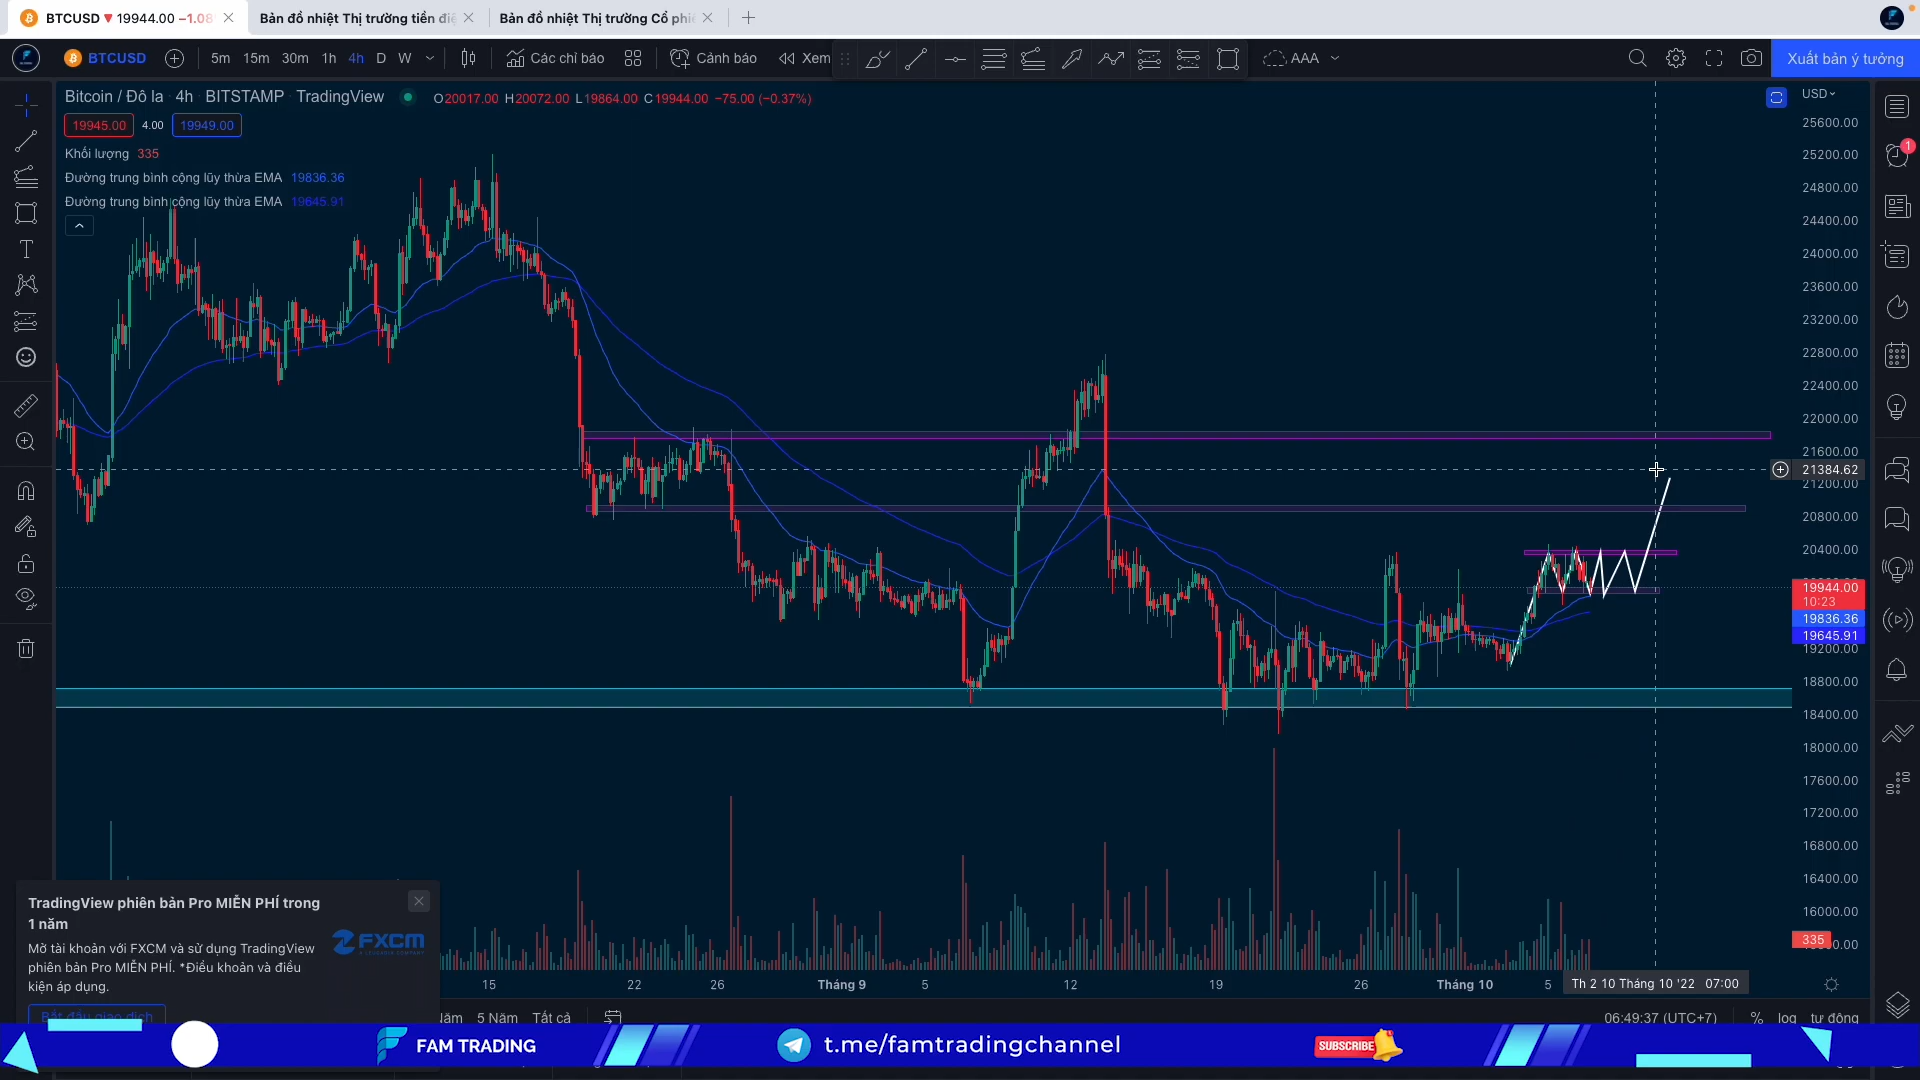 BTCUSD ▼ 19944.00 −1.08
Bản đồ nhiệt Thị trường tiền điệ
Bản đồ nhiệt Thị trường Cổ phi
BTCUSD
5m 15m 30m 1h 4h D W
Các chỉ báo
Cảnh báo
Xem
AAA
Xuất bản ý tưởng
Bitcoin / Đô la 4h BITSTAMP TradingView
O20017.00 H20072.00 L19864.00 C19944.00 −75.00 (−0.37%)
USD
19945.00 4.00 19949.00
Khối lượng 335
Đường trung bình cộng lũy thừa EMA 19836.36
Đường trung bình cộng lũy thừa EMA 19645.91
1
25600.00
25200.00
24800.00
24400.00
24000.00
23600.00
23200.00
22800.00
22400.00
22000.00
21600.00
21384.62
21200.00
20800.00
20400.00
19944.00
10:23
19836.36
19645.91
19200.00
18800.00
18400.00
18000.00
17600.00
17200.00
16800.00
16400.00
16000.00
335
TradingView phiên bản Pro MIỄN PHÍ trong
1 năm
Mở tài khoản với FXCM và sử dụng TradingView
phiên bản Pro MIỄN PHÍ. *Điều khoản và điều
kiện áp dụng.
FXCM
Bắt đầu giao dịch
15 22 26 Tháng 9 5 12 19 26 Tháng 10 5
Th 2 10 Tháng 10 '22 07:00
5 Năm Tất cả
06:49:37 (UTC+7) % log tự động
FAM TRADING
t.me/famtradingchannel
SUBSCRIBE